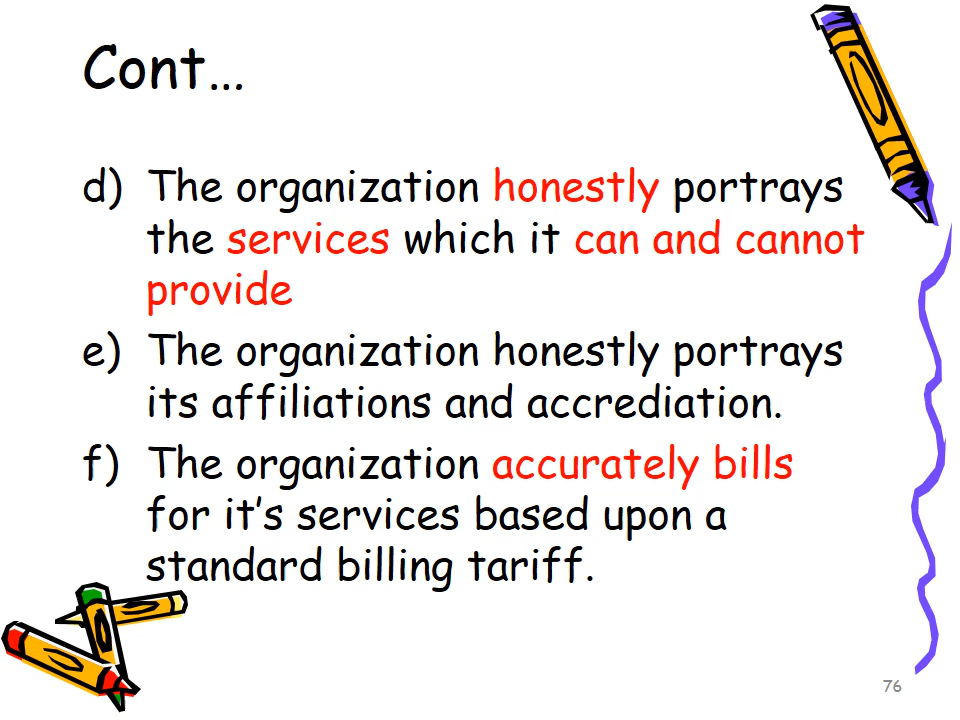 Cont...
d) The organization honestly portrays
the services which it can and cannot
provide
e) The organization honestly portrays
its affiliations and accrediation.
f) The organization accurately bills
for it's services based upon a
standard billing tariff.
76